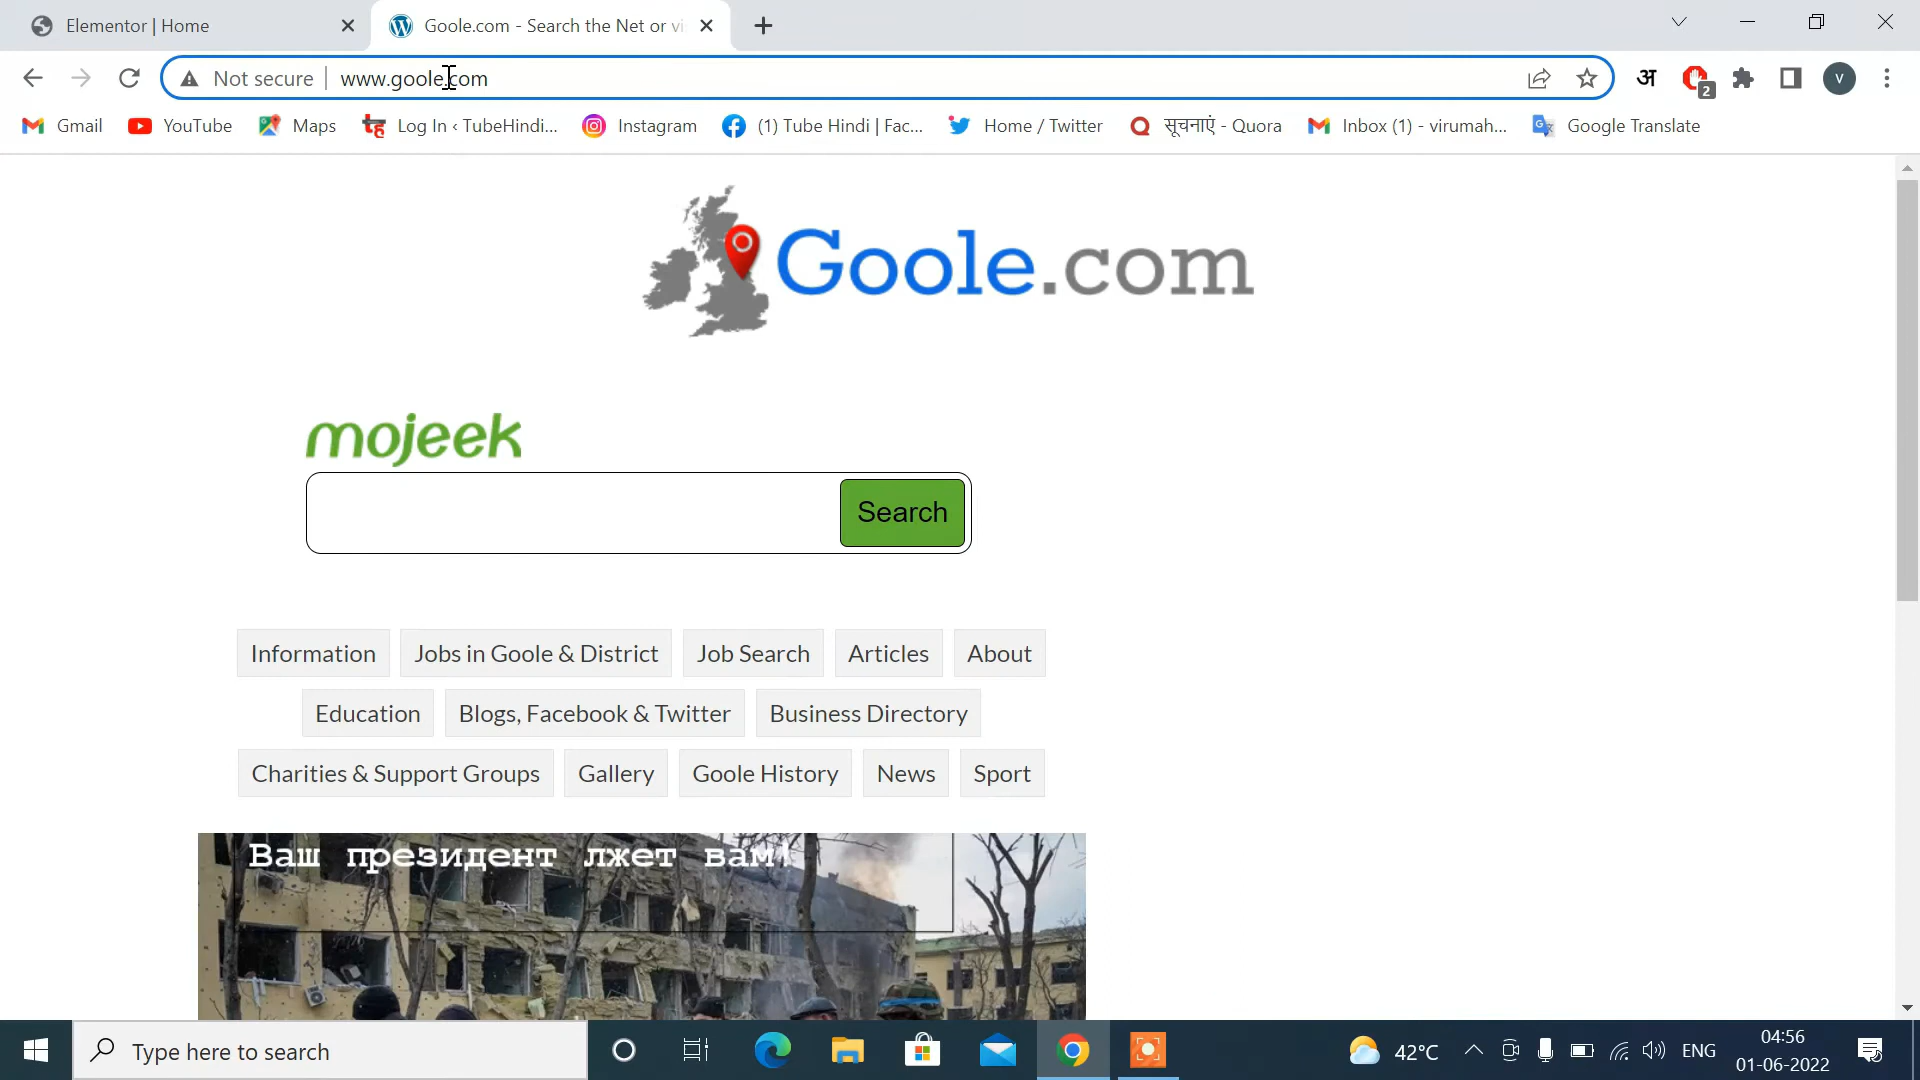 Elementor | Home
Goole.com - Search the Net or vi
Not secure
www.goole.com
2
v
Gmail
YouTube
Maps
Log In ‹ TubeHindi...
Instagram
(1) Tube Hindi | Fac...
Home / Twitter
सूचनाएं - Quora
Inbox (1) - virumah...
Google Translate
अ
Goole.com
mojeek
Search
Information
Jobs in Goole & District
Job Search
Articles
About
Education
Blogs, Facebook & Twitter
Business Directory
Charities & Support Groups
Gallery
Goole History
News
Sport
Ваш президент лжет вам!
Type here to search
42°C
ENG
04:56
01-06-2022